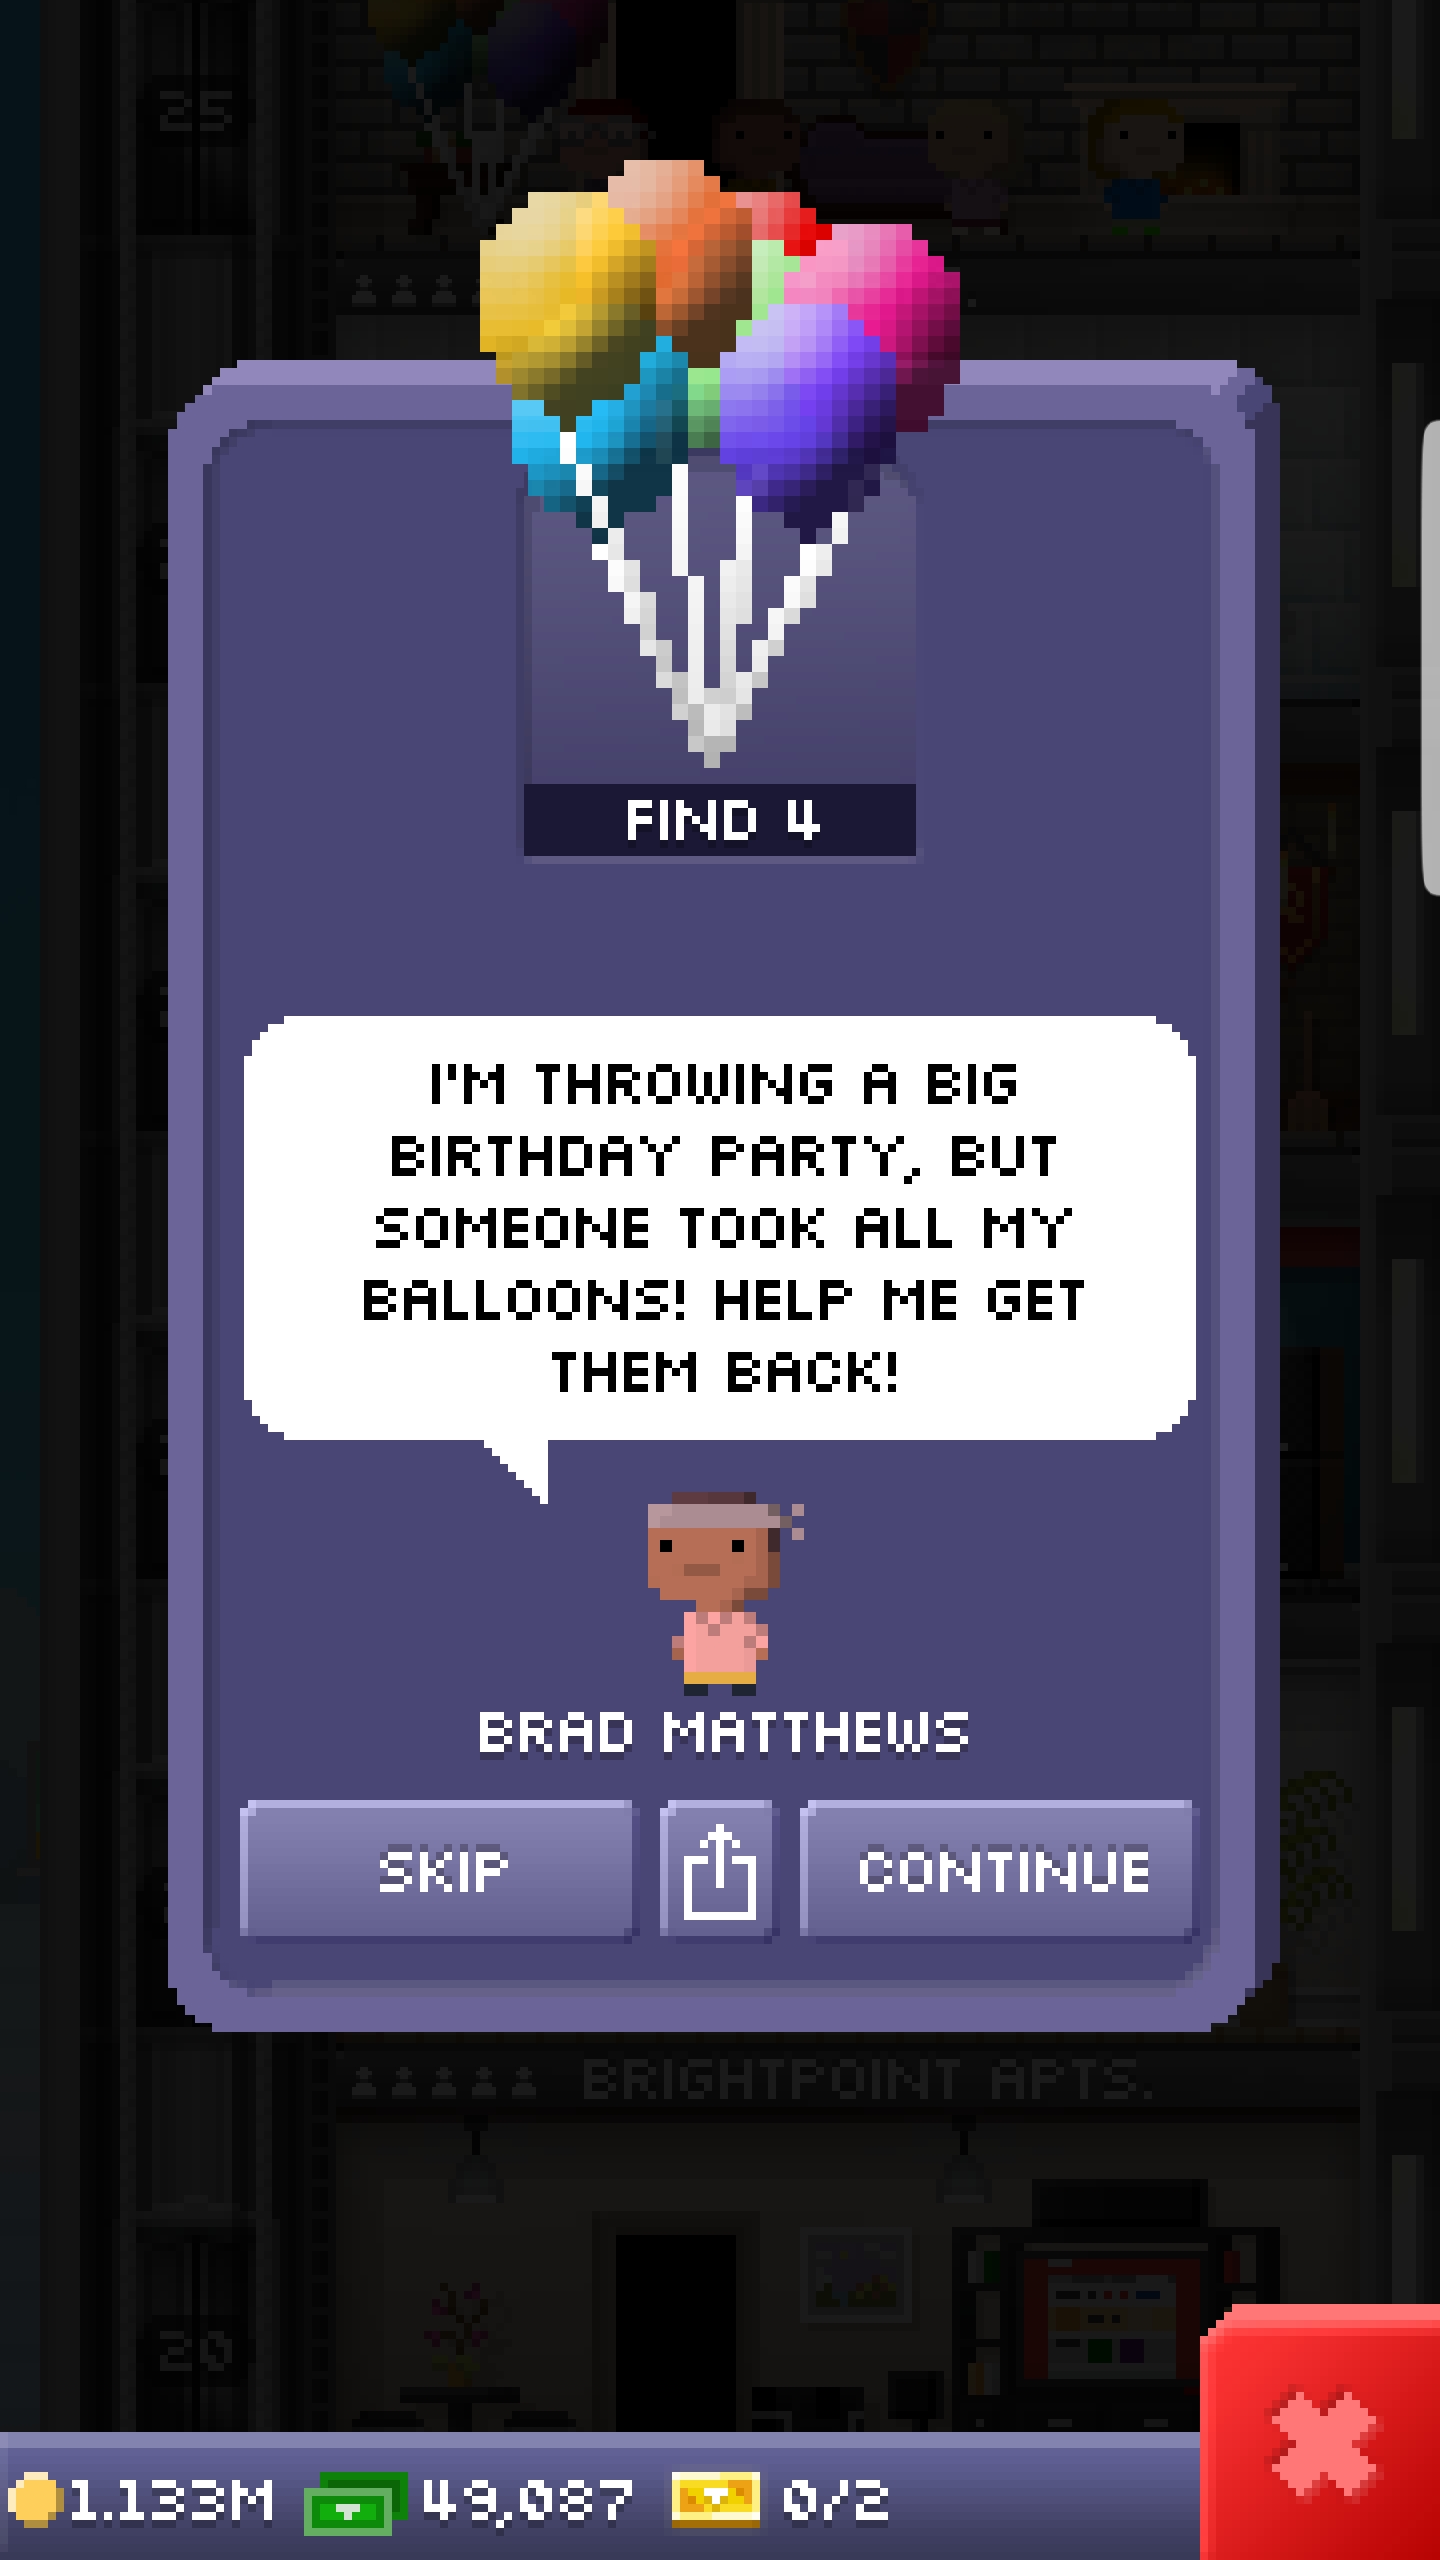 25
FIND 4
I'M THROWING A BIG
BIRTHDAY PARTY, BUT
SOMEONE TOOK ALL MY
BALLOONS! HELP ME GET
THEM BACK!
BRAD MATTHEWS
SKIP
CONTINUE
BRIGHTPOINT APTS.
20
1.133M 49,087 0/2